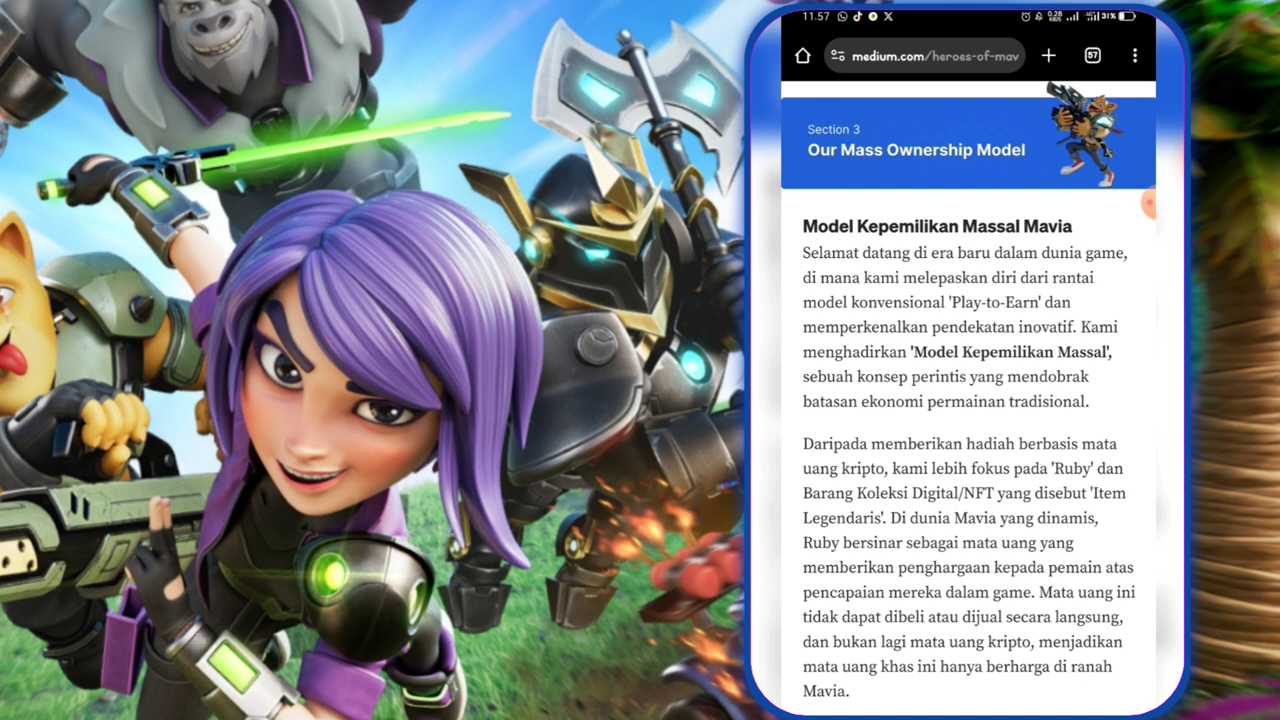 11.57
0.28
KB/S
4G
31%
medium.com/heroes-of-mav
57
Section 3
Our Mass Ownership Model
Model Kepemilikan Massal Mavia
Selamat datang di era baru dalam dunia game,
di mana kami melepaskan diri dari rantai
model konvensional 'Play-to-Earn' dan
memperkenalkan pendekatan inovatif. Kami
menghadirkan 'Model Kepemilikan Massal',
sebuah konsep perintis yang mendobrak
batasan ekonomi permainan tradisional.
Daripada memberikan hadiah berbasis mata
uang kripto, kami lebih fokus pada 'Ruby' dan
Barang Koleksi Digital/NFT yang disebut 'Item
Legendaris'. Di dunia Mavia yang dinamis,
Ruby bersinar sebagai mata uang yang
memberikan penghargaan kepada pemain atas
pencapaian mereka dalam game. Mata uang ini
tidak dapat dibeli atau dijual secara langsung,
dan bukan lagi mata uang kripto, menjadikan
mata uang khas ini hanya berharga di ranah
Mavia.